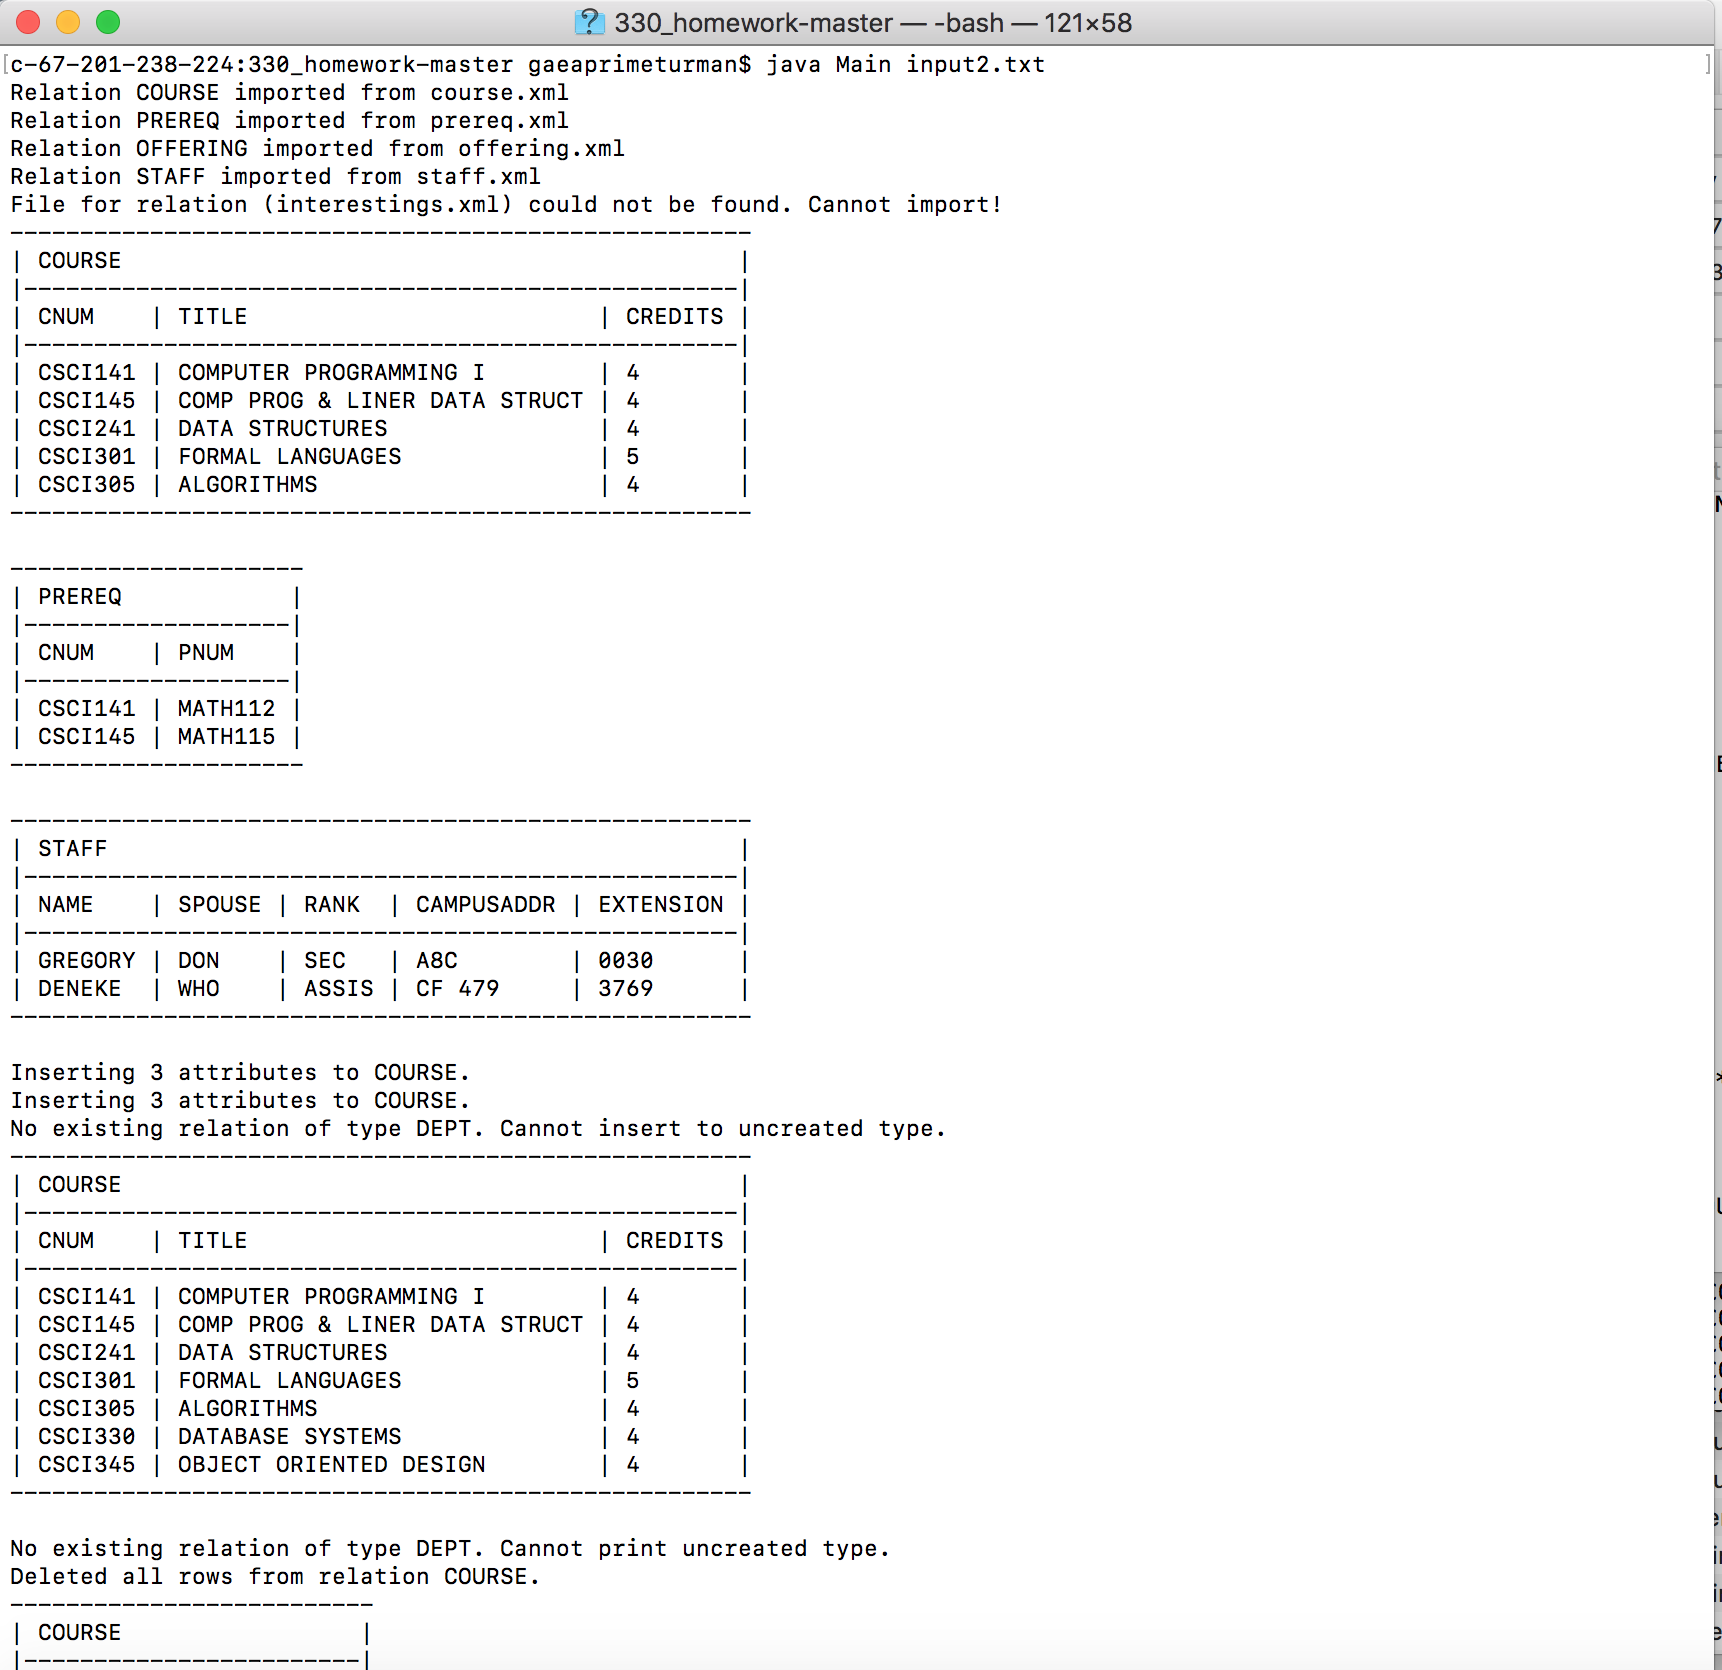 330_homework-master — -bash — 121×58
[c-67-201-238-224:330_homework-master gaeaprimeturman$ java Main input2.txt ]
Relation COURSE imported from course.xml
Relation PREREQ imported from prereq.xml
Relation OFFERING imported from offering.xml
Relation STAFF imported from staff.xml
File for relation (interestings.xml) could not be found. Cannot import!
-----------------------------------------------------
| COURSE                                            |
|---------------------------------------------------|
| CNUM    | TITLE                         | CREDITS |
|---------------------------------------------------|
| CSCI141 | COMPUTER PROGRAMMING I        | 4       |
| CSCI145 | COMP PROG & LINER DATA STRUCT | 4       |
| CSCI241 | DATA STRUCTURES               | 4       |
| CSCI301 | FORMAL LANGUAGES              | 5       |
| CSCI305 | ALGORITHMS                    | 4       |
-----------------------------------------------------
---------------------
| PREREQ            |
|-------------------|
| CNUM    | PNUM    |
|-------------------|
| CSCI141 | MATH112 |
| CSCI145 | MATH115 |
---------------------
-----------------------------------------------------
| STAFF                                             |
|---------------------------------------------------|
| NAME    | SPOUSE | RANK  | CAMPUSADDR | EXTENSION |
|---------------------------------------------------|
| GREGORY | DON    | SEC   | A8C        | 0030      |
| DENEKE  | WHO    | ASSIS | CF 479     | 3769      |
-----------------------------------------------------
Inserting 3 attributes to COURSE.
Inserting 3 attributes to COURSE.
No existing relation of type DEPT. Cannot insert to uncreated type.
-----------------------------------------------------
| COURSE                                            |
|---------------------------------------------------|
| CNUM    | TITLE                         | CREDITS |
|---------------------------------------------------|
| CSCI141 | COMPUTER PROGRAMMING I        | 4       |
| CSCI145 | COMP PROG & LINER DATA STRUCT | 4       |
| CSCI241 | DATA STRUCTURES               | 4       |
| CSCI301 | FORMAL LANGUAGES              | 5       |
| CSCI305 | ALGORITHMS                    | 4       |
| CSCI330 | DATABASE SYSTEMS              | 4       |
| CSCI345 | OBJECT ORIENTED DESIGN        | 4       |
-----------------------------------------------------
No existing relation of type DEPT. Cannot print uncreated type.
Deleted all rows from relation COURSE.
--------------------------
| COURSE                 |
|------------------------|